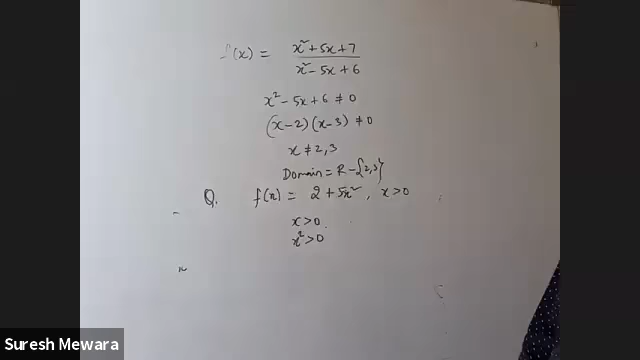 f(x) = x² + 5x + 7 / x² - 5x + 6
x² - 5x + 6 ≠ 0
(x-2)(x-3) ≠ 0
x ≠ 2, 3
Domain = R - {2,3}
Q. f(x) = 2 + 5x², x > 0
x > 0.
x² > 0
Suresh Mewara